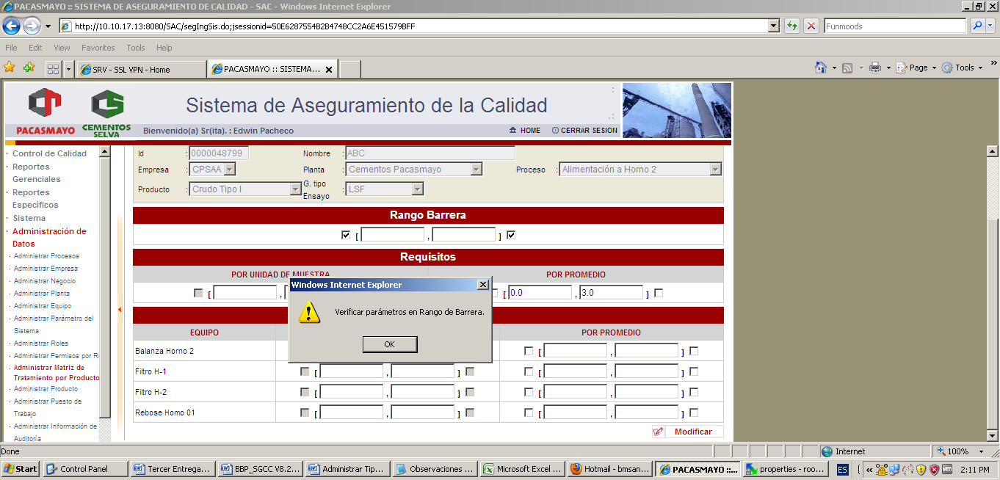 PACASMAYO :: SISTEMA DE ASEGURAMIENTO DE CALIDAD - SAC - Windows Internet Explorer
http://10.10.17.13:8080/SAC/segIngSis.do;jsessionid=50E6287554B2B4748CC2A6E451579BFF
Funmoods
File Edit View Favorites Tools Help
SRV - SSL VPN - Home
PACASMAYO :: SISTEMA...
Page Tools »
PACASMAYO
CEMENTOS SELVA
Sistema de Aseguramiento de la Calidad
Bienvenido(a) Sr(ita). : Edwin Pacheco
HOME CERRAR SESION
· Control de Calidad
· Reportes
Gerenciales
· Reportes
Específicos
· Sistema
· Administración de
Datos
· Administrar Procesos
· Administrar Empresa
· Administrar Negocio
· Administrar Planta
· Administrar Equipo
· Administrar Parámetro del
Sistema
· Administrar Roles
· Administrar Permisos por R
· Administrar Matriz de
Tratamiento por Producto
· Administrar Producto
· Administrar Puesto de
Trabajo
· Administrar Información de
Auditoría
Id : 0000048799 Nombre : ABC
Empresa : CPSAA Planta : Cementos Pacasmayo Proceso : Alimentación a Horno 2
Producto : Crudo Tipo I G. tipo Ensayo : LSF
Rango Barrera
[ , ]
Requisitos
POR UNIDAD DE MUESTRA POR PROMEDIO
[ , [ 0.0 , 3.0 ]
Windows Internet Explorer
Verificar parámetros en Rango de Barrera.
OK
EQUIPO POR PROMEDIO
Balanza Horno 2 [ , ]
Filtro H-1 [ , ] [ , ]
Filtro H-2 [ , ] [ , ]
Rebose Horno 01 [ , ] [ , ]
Modificar
Done Internet 100%
Start Control Panel Tercer Entrega... BBP_SGCC V8.2... Administrar Tip... Observaciones ... Microsoft Excel ... Hotmail - bmsan... PACASMAYO ::... properties - roo... ES « 2:11 PM